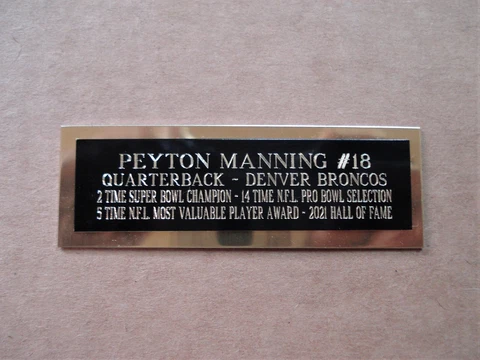 PEYTON MANNING #18
QUARTERBACK ~ DENVER BRONCOS
2 TIME SUPER BOWL CHAMPION - 14 TIME N.F.L. PRO BOWL SELECTION
5 TIME N.F.L. MOST VALUABLE PLAYER AWARD - 2021 HALL OF FAME